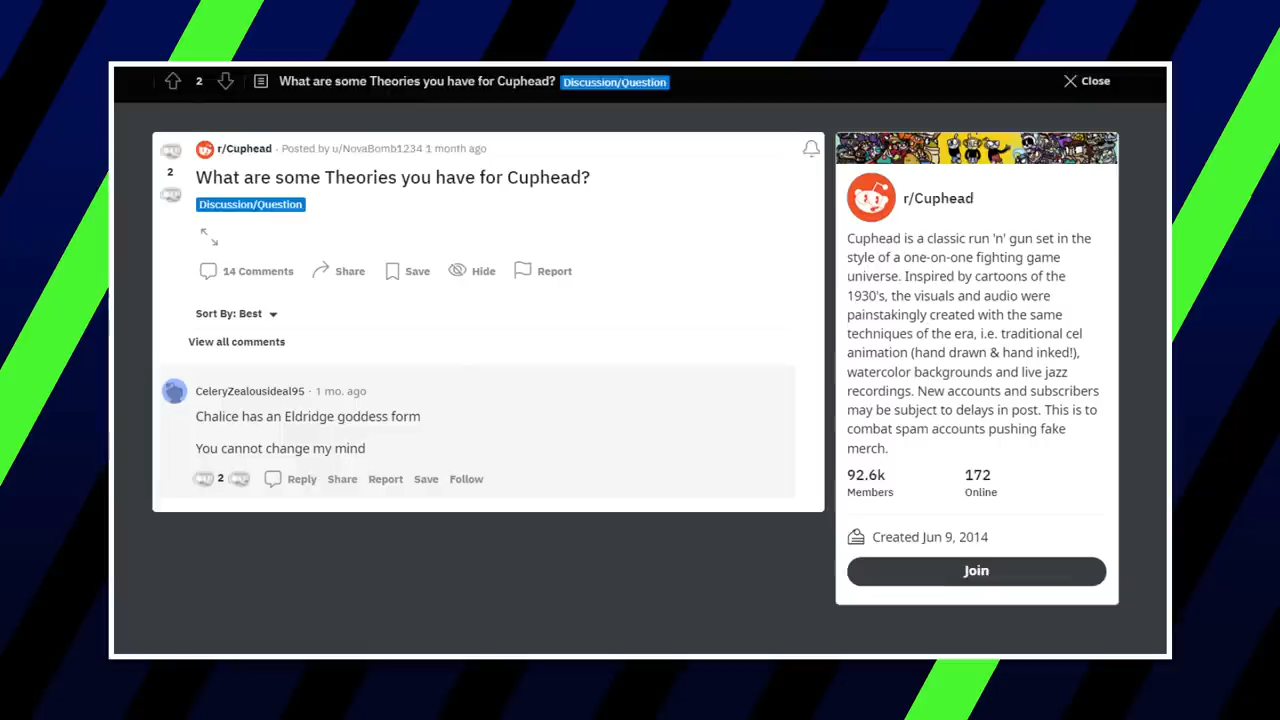 2 What are some Theories you have for Cuphead? Discussion/Question Close
r/Cuphead · Posted by u/NovaBomb1234 1 month ago
2
What are some Theories you have for Cuphead?
Discussion/Question
14 Comments Share Save Hide Report
Sort By: Best
View all comments
CeleryZealousideal95 · 1 mo. ago
Chalice has an Eldridge goddess form
You cannot change my mind
2 Reply Share Report Save Follow
r/Cuphead
Cuphead is a classic run 'n' gun set in the
style of a one-on-one fighting game
universe. Inspired by cartoons of the
1930's, the visuals and audio were
painstakingly created with the same
techniques of the era, i.e. traditional cel
animation (hand drawn & hand inked!),
watercolor backgrounds and live jazz
recordings. New accounts and subscribers
may be subject to delays in post. This is to
combat spam accounts pushing fake
merch.
92.6k 172
Members Online
Created Jun 9, 2014
Join